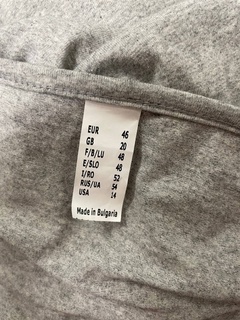 EUR 46
GB 20
F/B/LU 48
E/SLO 48
I/RO 52
RUS/UA 54
USA 14
Made in Bulgaria